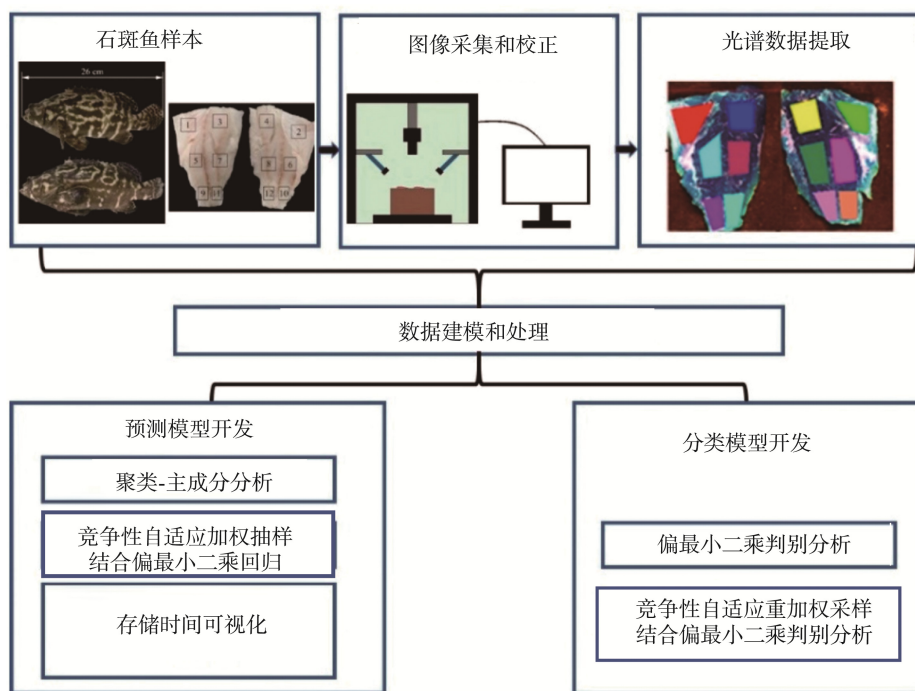 石斑鱼样本
26 cm
1
3
4
2
5
7
8
6
9
11
12
10
图像采集和校正
光谱数据提取
数据建模和处理
预测模型开发
聚类-主成分分析
竞争性自适应加权抽样
结合偏最小二乘回归
存储时间可视化
分类模型开发
偏最小二乘判别分析
竞争性自适应重加权采样
结合偏最小二乘判别分析